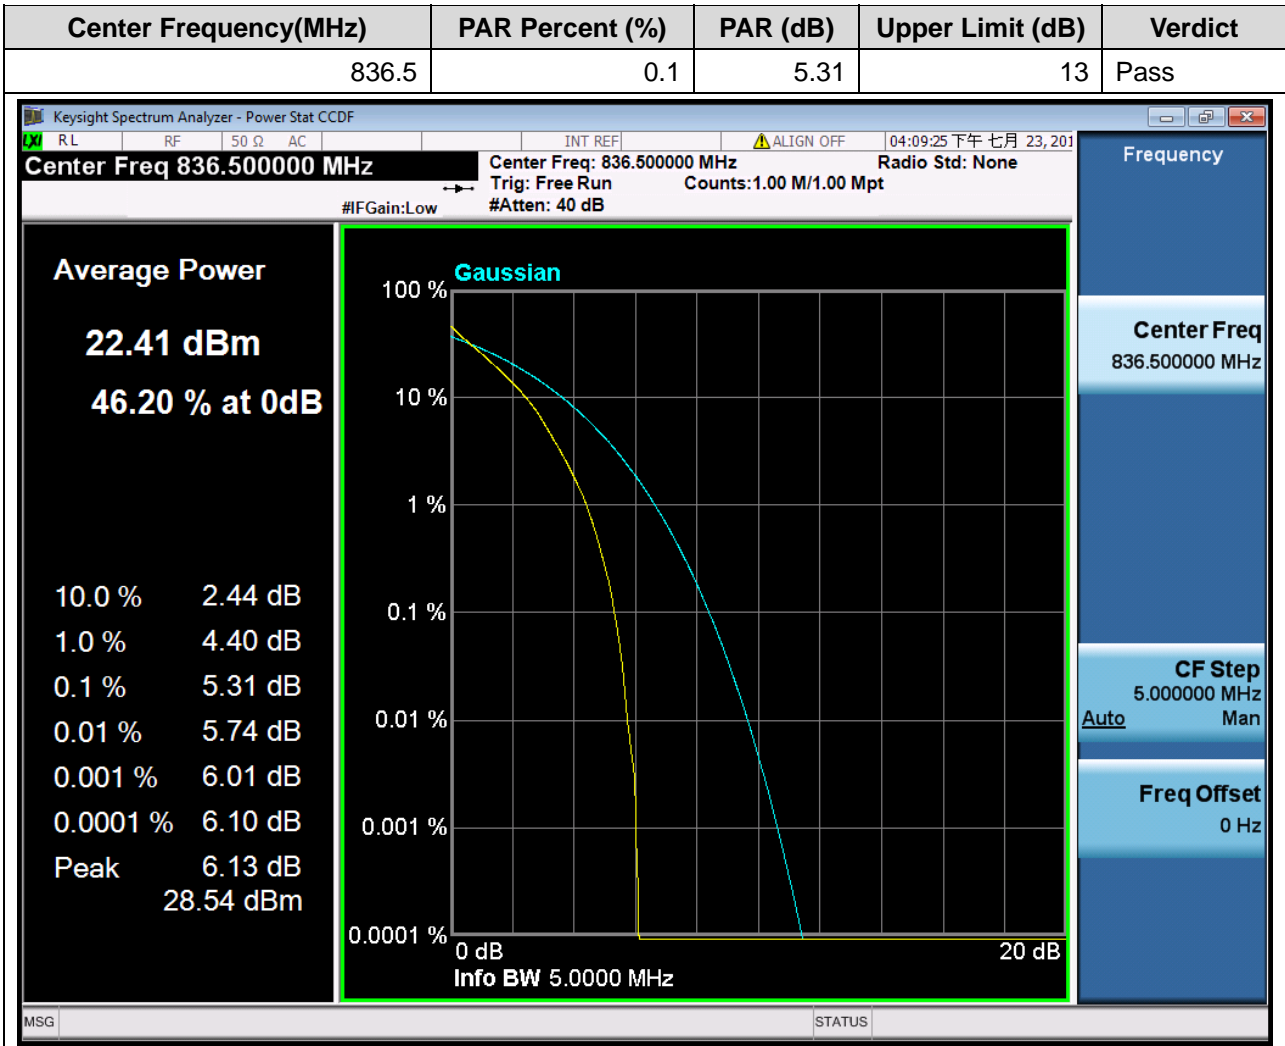 Center Frequency(MHz) PAR Percent (%) PAR (dB) Upper Limit (dB) Verdict
836.5 0.1 5.31 13 Pass
Keysight Spectrum Analyzer - Power Stat CCDF
LXI RL RF 50 Ω AC INT REF ALIGN OFF 04:09:25 下午 七月 23, 201
Center Freq 836.500000 MHz
Center Freq: 836.500000 MHz Radio Std: None
Trig: Free Run Counts:1.00 M/1.00 Mpt
#IFGain:Low #Atten: 40 dB
Average Power
22.41 dBm
46.20 % at 0dB
10.0 % 2.44 dB
1.0 % 4.40 dB
0.1 % 5.31 dB
0.01 % 5.74 dB
0.001 % 6.01 dB
0.0001 % 6.10 dB
Peak 6.13 dB
28.54 dBm
Gaussian
100 %
10 %
1 %
0.1 %
0.01 %
0.001 %
0.0001 %
0 dB 20 dB
Info BW 5.0000 MHz
Frequency
Center Freq
836.500000 MHz
CF Step
5.000000 MHz
Auto Man
Freq Offset
0 Hz
MSG STATUS